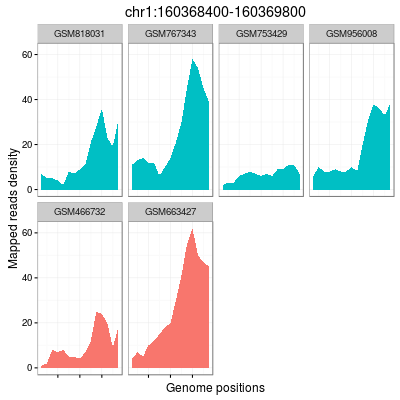 chr1:160368400-160369800
GSM818031 GSM767343 GSM753429 GSM956008
60
40
20
0
GSM466732 GSM663427
60
40
20
0
Mapped reads density
Genome positions